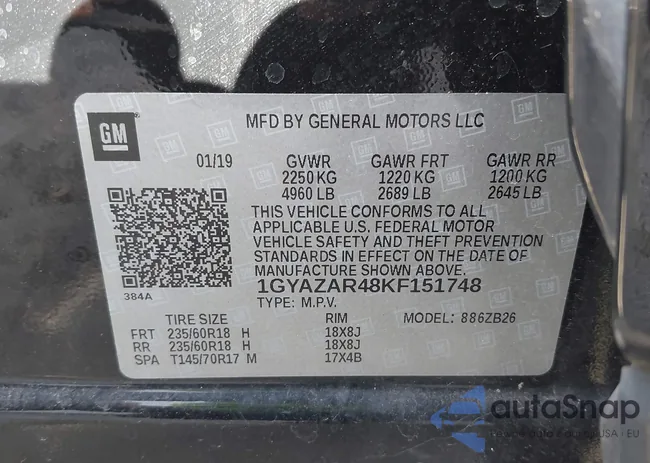 GM
MFD BY GENERAL MOTORS LLC
01/19 GVWR GAWR FRT GAWR RR
2250 KG 1220 KG 1200 KG
4960 LB 2689 LB 2645 LB
THIS VEHICLE CONFORMS TO ALL
APPLICABLE U.S. FEDERAL MOTOR
VEHICLE SAFETY AND THEFT PREVENTION
STANDARDS IN EFFECT ON THE DATE OF
MANUFACTURE SHOWN ABOVE.
384A
1GYAZAR48KF151748
TYPE: M.P.V.
TIRE SIZE RIM MODEL: 886ZB26
FRT 235/60R18 H 18X8J
RR 235/60R18 H 18X8J
SPA T145/70R17 M 17X4B
autoSnap
USA · EU